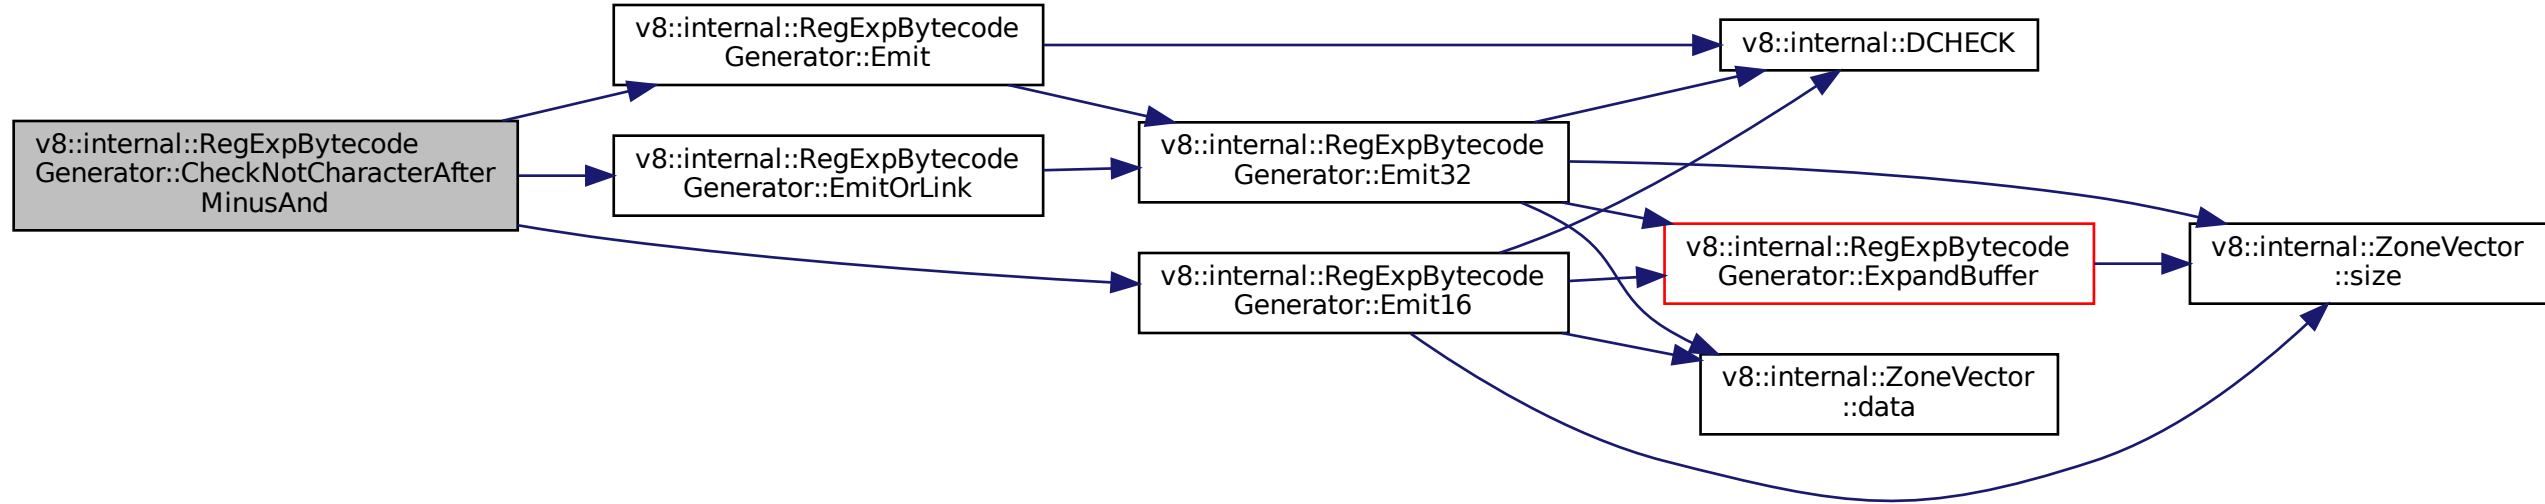 v8::internal::RegExpBytecode
Generator::CheckNotCharacterAfter
MinusAnd
v8::internal::RegExpBytecode
Generator::Emit
v8::internal::RegExpBytecode
Generator::EmitOrLink
v8::internal::RegExpBytecode
Generator::Emit32
v8::internal::RegExpBytecode
Generator::Emit16
v8::internal::DCHECK
v8::internal::RegExpBytecode
Generator::ExpandBuffer
v8::internal::ZoneVector
::data
v8::internal::ZoneVector
::size